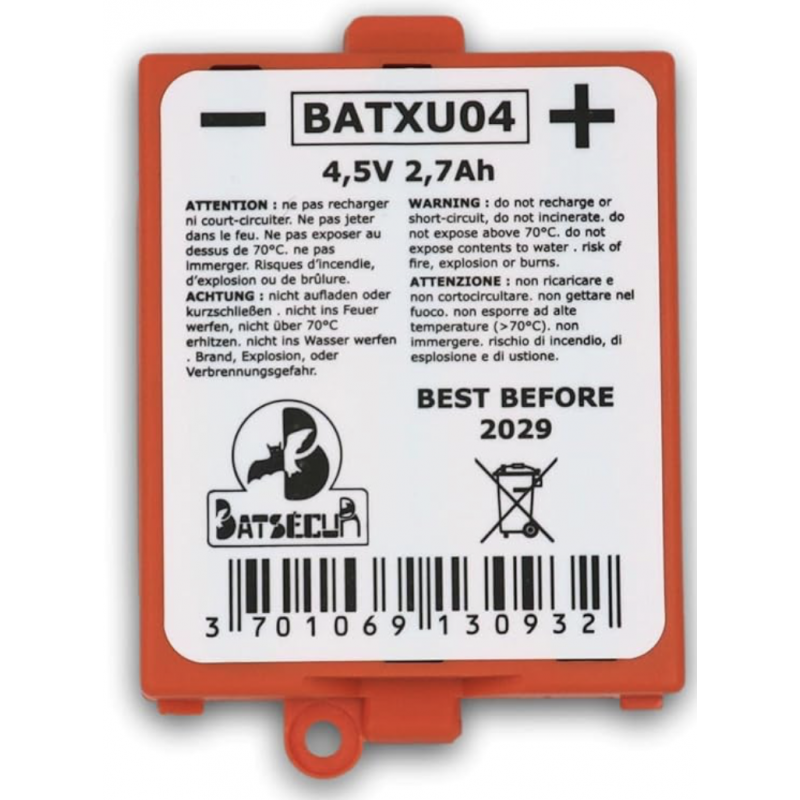 − BATXU04 +
4,5V 2,7Ah
ATTENTION : ne pas recharger
ni court-circuiter. Ne pas jeter
dans le feu. Ne pas exposer au
dessus de 70°C. ne pas
immerger. Risques d'incendie,
d'explosion ou de brûlure.
ACHTUNG : nicht aufladen oder
kurzschließen . nicht ins Feuer
werfen, nicht über 70°C
erhitzen. nicht ins Wasser werfen
. Brand, Explosion, oder
Verbrennungsgefahr.
WARNING : do not recharge or
short-circuit, do not incinerate. do
not expose above 70°C. do not
expose contents to water . risk of
fire, explosion or burns.
ATTENZIONE : non ricaricare e
non cortocircultare. non gettare nel
fuoco. non esporre ad alte
temperature (>70°C). non
immergere. rischio di incendio, di
esplosione e di ustione.
BEST BEFORE
2029
BATSÉCUR
3 701069 130932